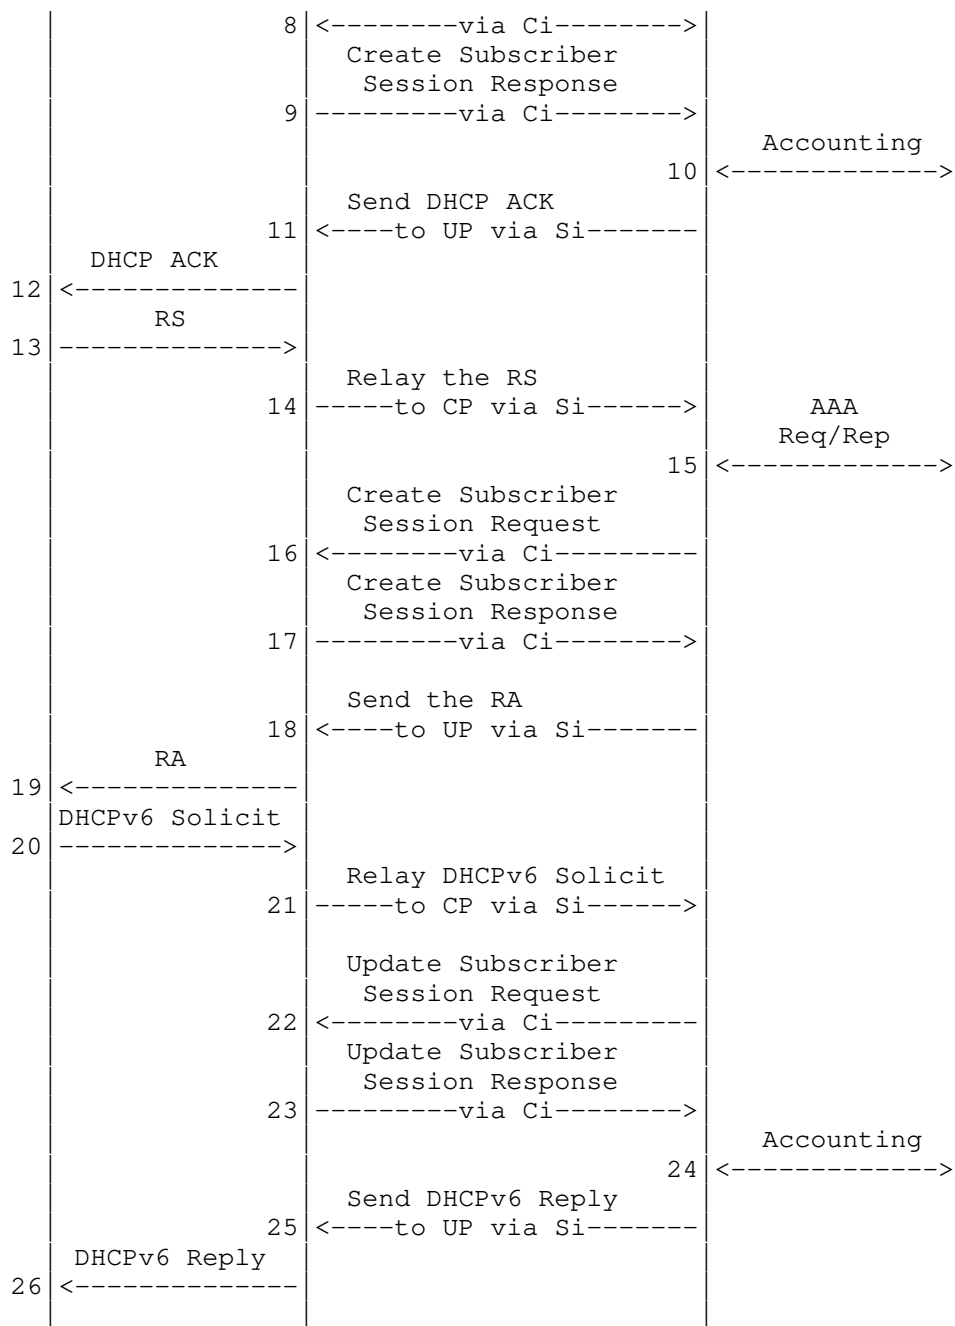 8|<--------via Ci-------->|
Create Subscriber
Session Response
9|---------via Ci-------->|
Accounting
10|<------------->
Send DHCP ACK
11|<----to UP via Si-------|
DHCP ACK
12|<--------------|
RS
13|-------------->|
Relay the RS
14|-----to CP via Si------>|
AAA
Req/Rep
15|<------------->
Create Subscriber
Session Request
16|<--------via Ci---------|
Create Subscriber
Session Response
17|---------via Ci-------->|
Send the RA
18|<----to UP via Si-------|
RA
19|<--------------|
DHCPv6 Solicit
20|-------------->|
Relay DHCPv6 Solicit
21|-----to CP via Si------>|
Update Subscriber
Session Request
22|<--------via Ci---------|
Update Subscriber
Session Response
23|---------via Ci-------->|
Accounting
24|<------------->
Send DHCPv6 Reply
25|<----to UP via Si-------|
DHCPv6 Reply
26|<--------------|